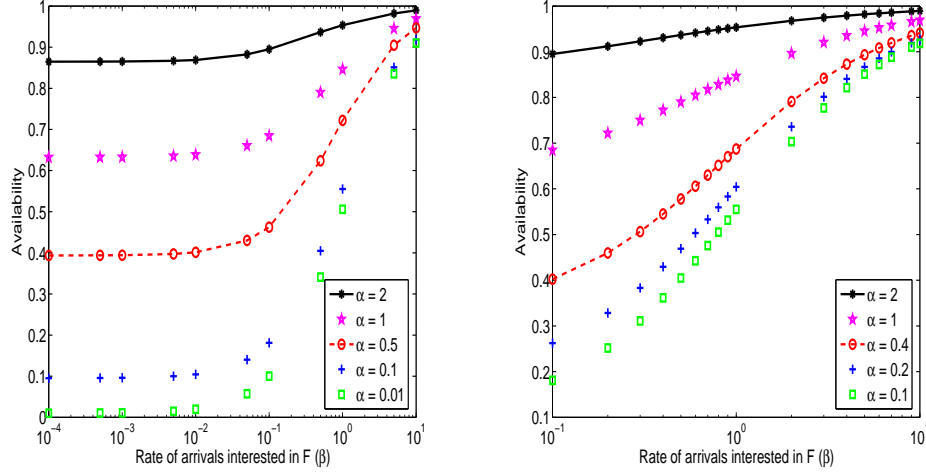 1
0.9
0.8
0.7
0.6
0.5
0.4
0.3
0.2
0.1
0
Availability
10^-4
10^-3
10^-2
10^-1
10^0
10^1
Rate of arrivals interested in F (β)
α = 2
α = 1
α = 0.5
α = 0.1
α = 0.01
1
0.9
0.8
0.7
0.6
0.5
0.4
0.3
0.2
0.1
Availability
10^-1
10^0
10^1
Rate of arrivals interested in F (β)
α = 2
α = 1
α = 0.4
α = 0.2
α = 0.1